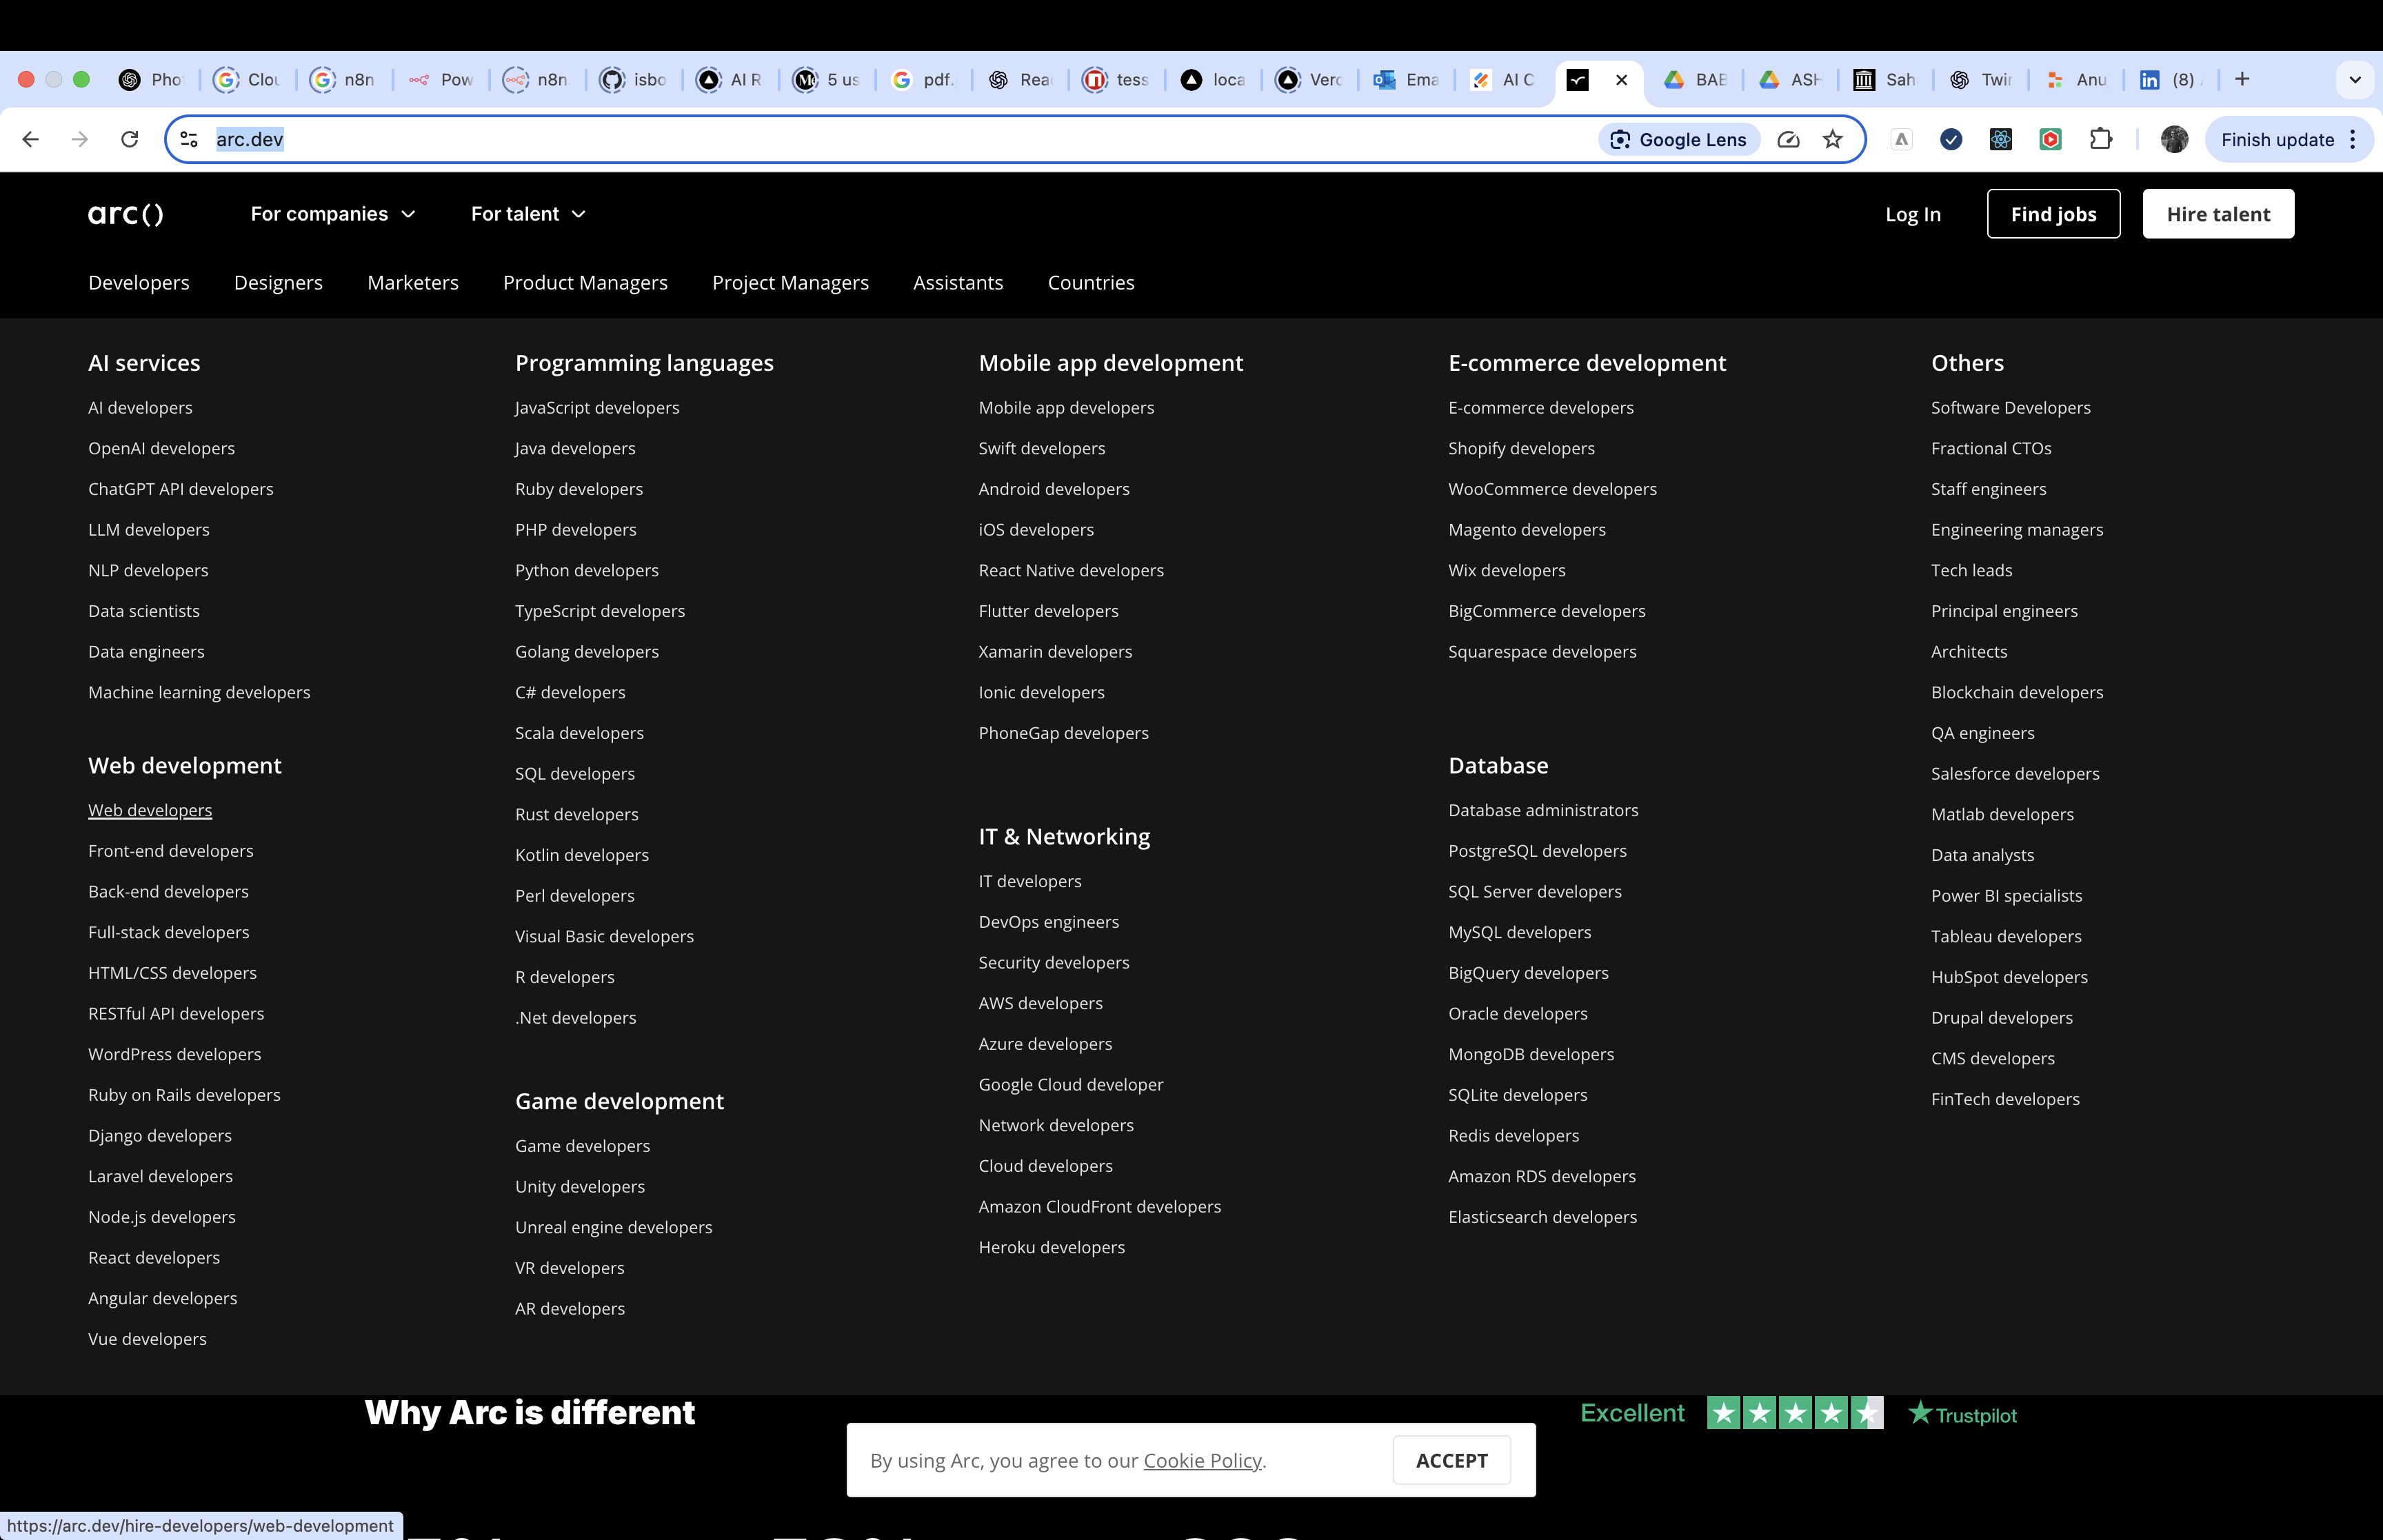 Pho
Clou
n8n
Pow
n8n
isbo
AI R
5 us
pdf.
Rea
tess
loca
Verc
Ema
AI C
BAB
ASH
Sah
Twin
Anu
(8)
arc.dev
Google Lens
Finish update
arc()
For companies
For talent
Log In
Find jobs
Hire talent
Developers
Designers
Marketers
Product Managers
Project Managers
Assistants
Countries
AI services
AI developers
OpenAI developers
ChatGPT API developers
LLM developers
NLP developers
Data scientists
Data engineers
Machine learning developers
Web development
Web developers
Front-end developers
Back-end developers
Full-stack developers
HTML/CSS developers
RESTful API developers
WordPress developers
Ruby on Rails developers
Django developers
Laravel developers
Node.js developers
React developers
Angular developers
Vue developers
Programming languages
JavaScript developers
Java developers
Ruby developers
PHP developers
Python developers
TypeScript developers
Golang developers
C# developers
Scala developers
SQL developers
Rust developers
Kotlin developers
Perl developers
Visual Basic developers
R developers
.Net developers
Game development
Game developers
Unity developers
Unreal engine developers
VR developers
AR developers
Mobile app development
Mobile app developers
Swift developers
Android developers
iOS developers
React Native developers
Flutter developers
Xamarin developers
Ionic developers
PhoneGap developers
IT & Networking
IT developers
DevOps engineers
Security developers
AWS developers
Azure developers
Google Cloud developer
Network developers
Cloud developers
Amazon CloudFront developers
Heroku developers
E-commerce development
E-commerce developers
Shopify developers
WooCommerce developers
Magento developers
Wix developers
BigCommerce developers
Squarespace developers
Database
Database administrators
PostgreSQL developers
SQL Server developers
MySQL developers
BigQuery developers
Oracle developers
MongoDB developers
SQLite developers
Redis developers
Amazon RDS developers
Elasticsearch developers
Others
Software Developers
Fractional CTOs
Staff engineers
Engineering managers
Tech leads
Principal engineers
Architects
Blockchain developers
QA engineers
Salesforce developers
Matlab developers
Data analysts
Power BI specialists
Tableau developers
HubSpot developers
Drupal developers
CMS developers
FinTech developers
Why Arc is different
Excellent
Trustpilot
By using Arc, you agree to our Cookie Policy.
ACCEPT
https://arc.dev/hire-developers/web-development